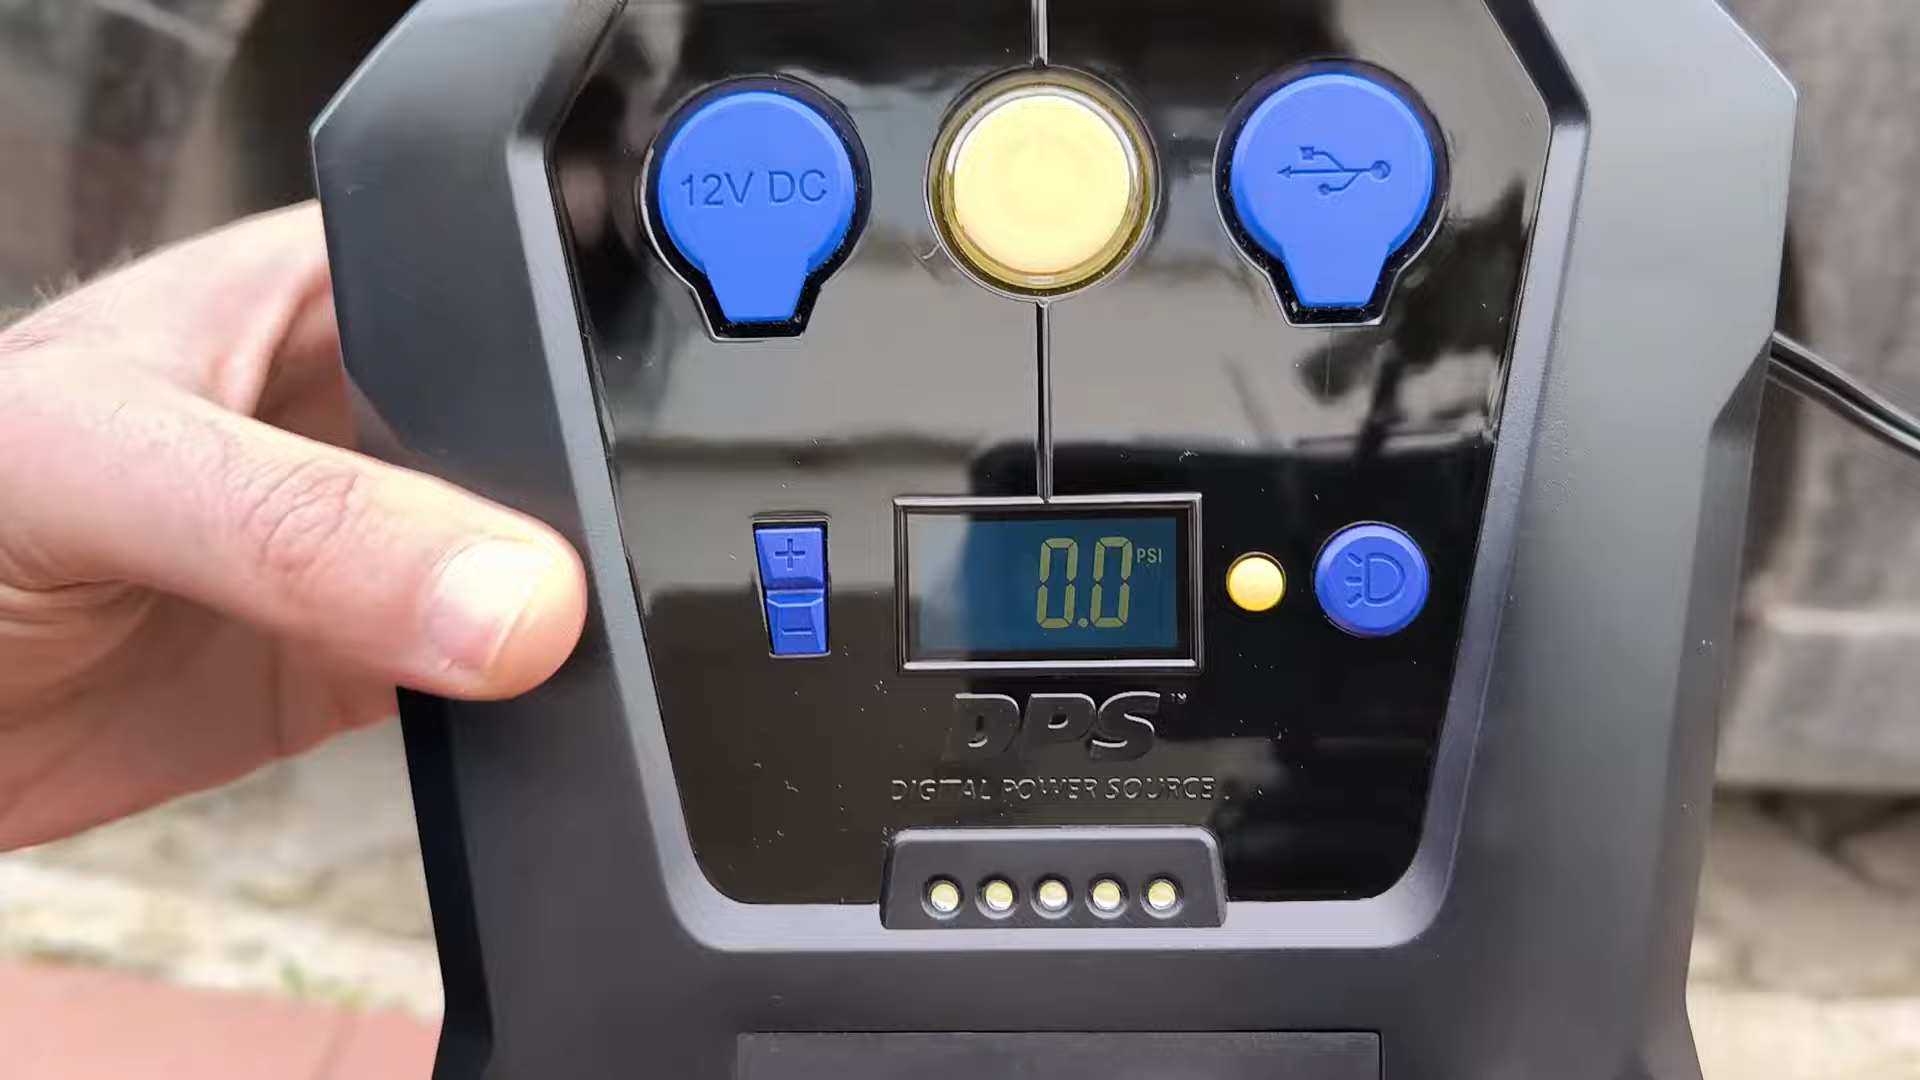 12V DC
+
0.0 PSI
−
DPS™
DIGITAL POWER SOURCE